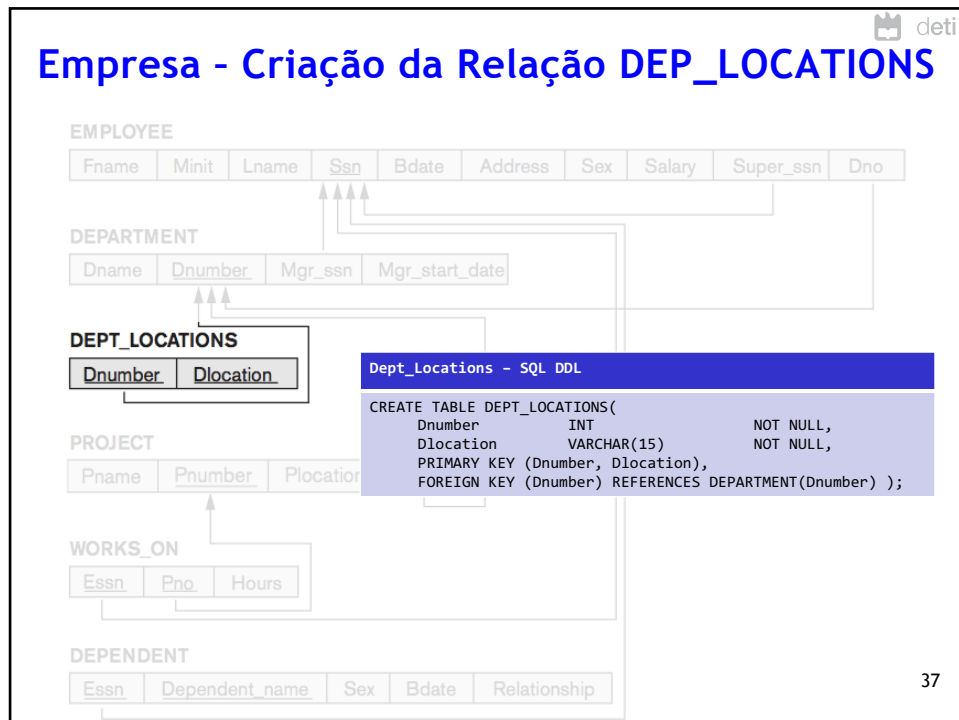 deti
Empresa – Criação da Relação DEP_LOCATIONS
EMPLOYEE
Fname Minit Lname Ssn Bdate Address Sex Salary Super_ssn Dno
DEPARTMENT
Dname Dnumber Mgr_ssn Mgr_start_date
DEPT_LOCATIONS
Dnumber Dlocation
Dept_Locations – SQL DDL
CREATE TABLE DEPT_LOCATIONS(
Dnumber INT NOT NULL,
Dlocation VARCHAR(15) NOT NULL,
PRIMARY KEY (Dnumber, Dlocation),
FOREIGN KEY (Dnumber) REFERENCES DEPARTMENT(Dnumber) );
PROJECT
Pname Pnumber Plocation
WORKS_ON
Essn Pno Hours
DEPENDENT
Essn Dependent_name Sex Bdate Relationship
37